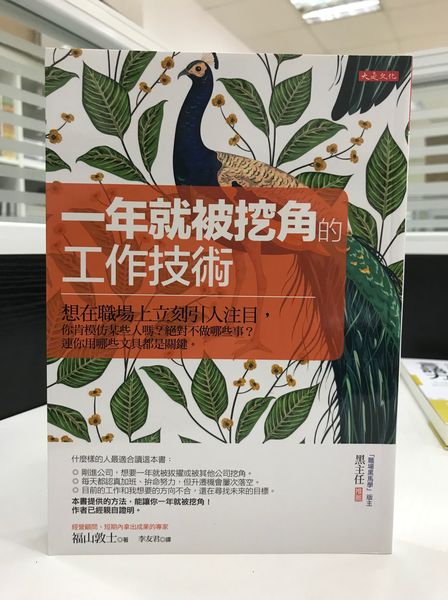 大是文化
一年就被挖角的
工作技術
想在職場上立刻引人注目，
你肯模仿某些人嗎？絕對不做哪些事？
連你用哪些文具都是關鍵。
什麼樣的人最適合讀這本書：
◎ 剛進公司，想要一年就被拔擢或被其他公司挖角。
◎ 每天都認真加班、拚命努力，但升遷機會屢次落空。
◎ 目前的工作和我想要的方向不合，還在尋找未來的目標。
本書提供的方法，能讓你一年就被挖角！
作者已經親自證明。
「職場黑馬學」版主
黑主任 推薦
經營顧問、短期內拿出成果的專家
福山敦士◎著 李友君◎譯